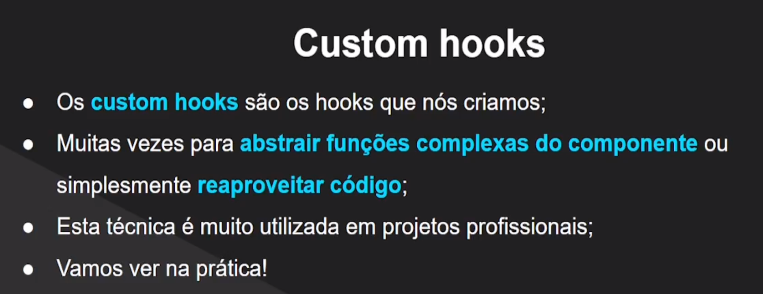 Custom hooks
● Os custom hooks são os hooks que nós criamos;
● Muitas vezes para abstrair funções complexas do componente ou
simplesmente reaproveitar código;
● Esta técnica é muito utilizada em projetos profissionais;
● Vamos ver na prática!